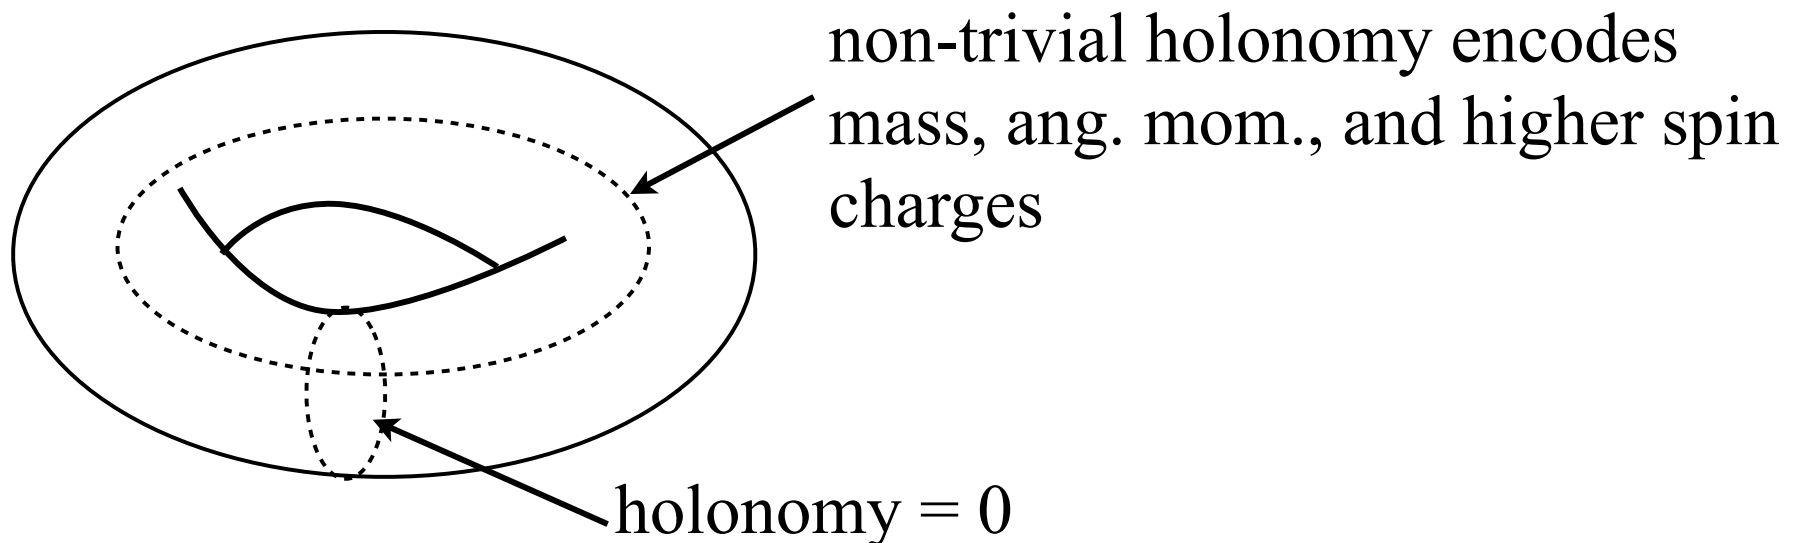 non-trivial holonomy encodes
mass, ang. mom., and higher spin
charges
holonomy = 0